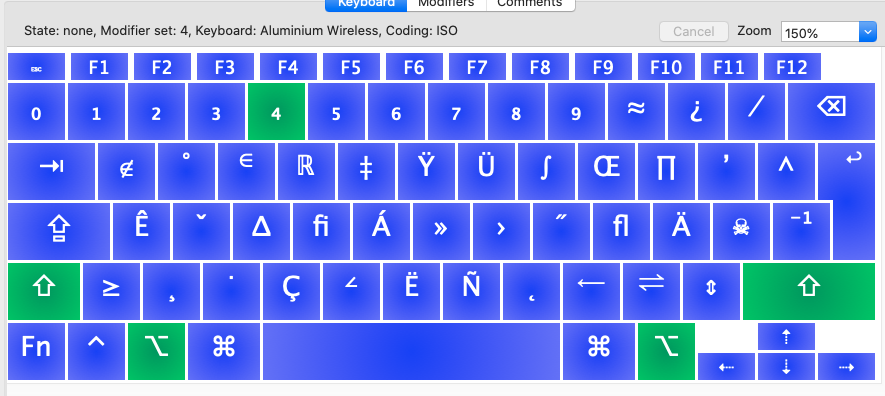 Keyboard Modifiers Comments
State: none, Modifier set: 4, Keyboard: Aluminium Wireless, Coding: ISO Cancel Zoom 150%
ESC F1 F2 F3 F4 F5 F6 F7 F8 F9 F10 F11 F12
0 1 2 3 4 5 6 7 8 9 ≈ ¿ ⁄ ⌫
⇥ ∉ ° ∈ ℝ ‡ Ÿ Ü ∫ Œ ∏ ’ ^ ↩
⇪ Ê ˇ ∆ fi Á » › ˝ fl Ä ☠ ⁻¹
⇧ ≥ ¸ ˙ Ç ∠ Ë Ñ ˛ ← ⇌ ⇕ ⇧
Fn ⌃ ⌥ ⌘ ⌘ ⌥ ⇡
⇠ ⇣ ⇢